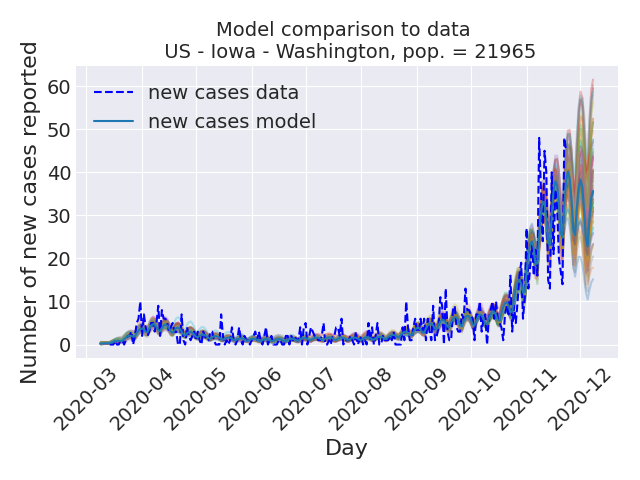 Model comparison to data
US - Iowa - Washington, pop. = 21965
Number of new cases reported
60
50
40
30
20
10
0
new cases data
new cases model
2020-03
2020-04
2020-05
2020-06
2020-07
2020-08
2020-09
2020-10
2020-11
2020-12
Day